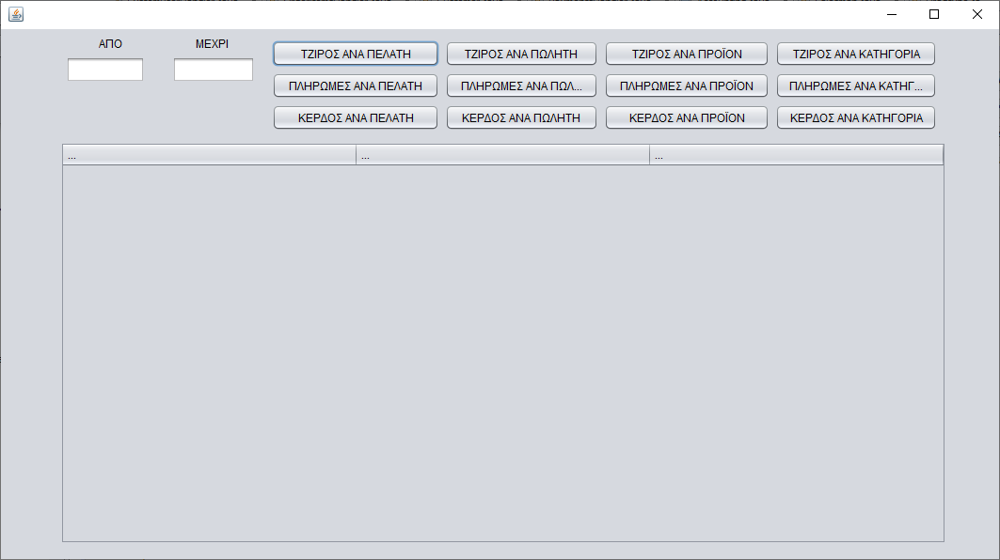 ΑΠΟ ΜΕΧΡΙ
ΤΖΙΡΟΣ ΑΝΑ ΠΕΛΑΤΗ ΤΖΙΡΟΣ ΑΝΑ ΠΩΛΗΤΗ ΤΖΙΡΟΣ ΑΝΑ ΠΡΟΪΟΝ ΤΖΙΡΟΣ ΑΝΑ ΚΑΤΗΓΟΡΙΑ
ΠΛΗΡΩΜΕΣ ΑΝΑ ΠΕΛΑΤΗ ΠΛΗΡΩΜΕΣ ΑΝΑ ΠΩΛ... ΠΛΗΡΩΜΕΣ ΑΝΑ ΠΡΟΪΟΝ ΠΛΗΡΩΜΕΣ ΑΝΑ ΚΑΤΗΓ...
ΚΕΡΔΟΣ ΑΝΑ ΠΕΛΑΤΗ ΚΕΡΔΟΣ ΑΝΑ ΠΩΛΗΤΗ ΚΕΡΔΟΣ ΑΝΑ ΠΡΟΪΟΝ ΚΕΡΔΟΣ ΑΝΑ ΚΑΤΗΓΟΡΙΑ
... ... ...